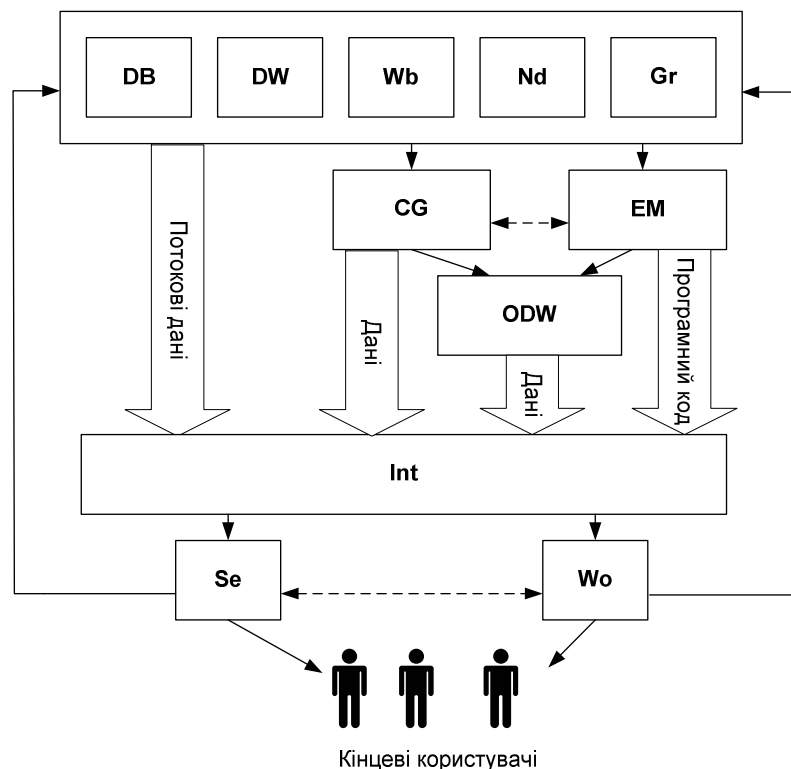 DB
DW
Wb
Nd
Gr
CG
EM
ODW
Потокові дані
Дані
Дані
Програмний код
Int
Se
Wo
Кінцеві користувачі